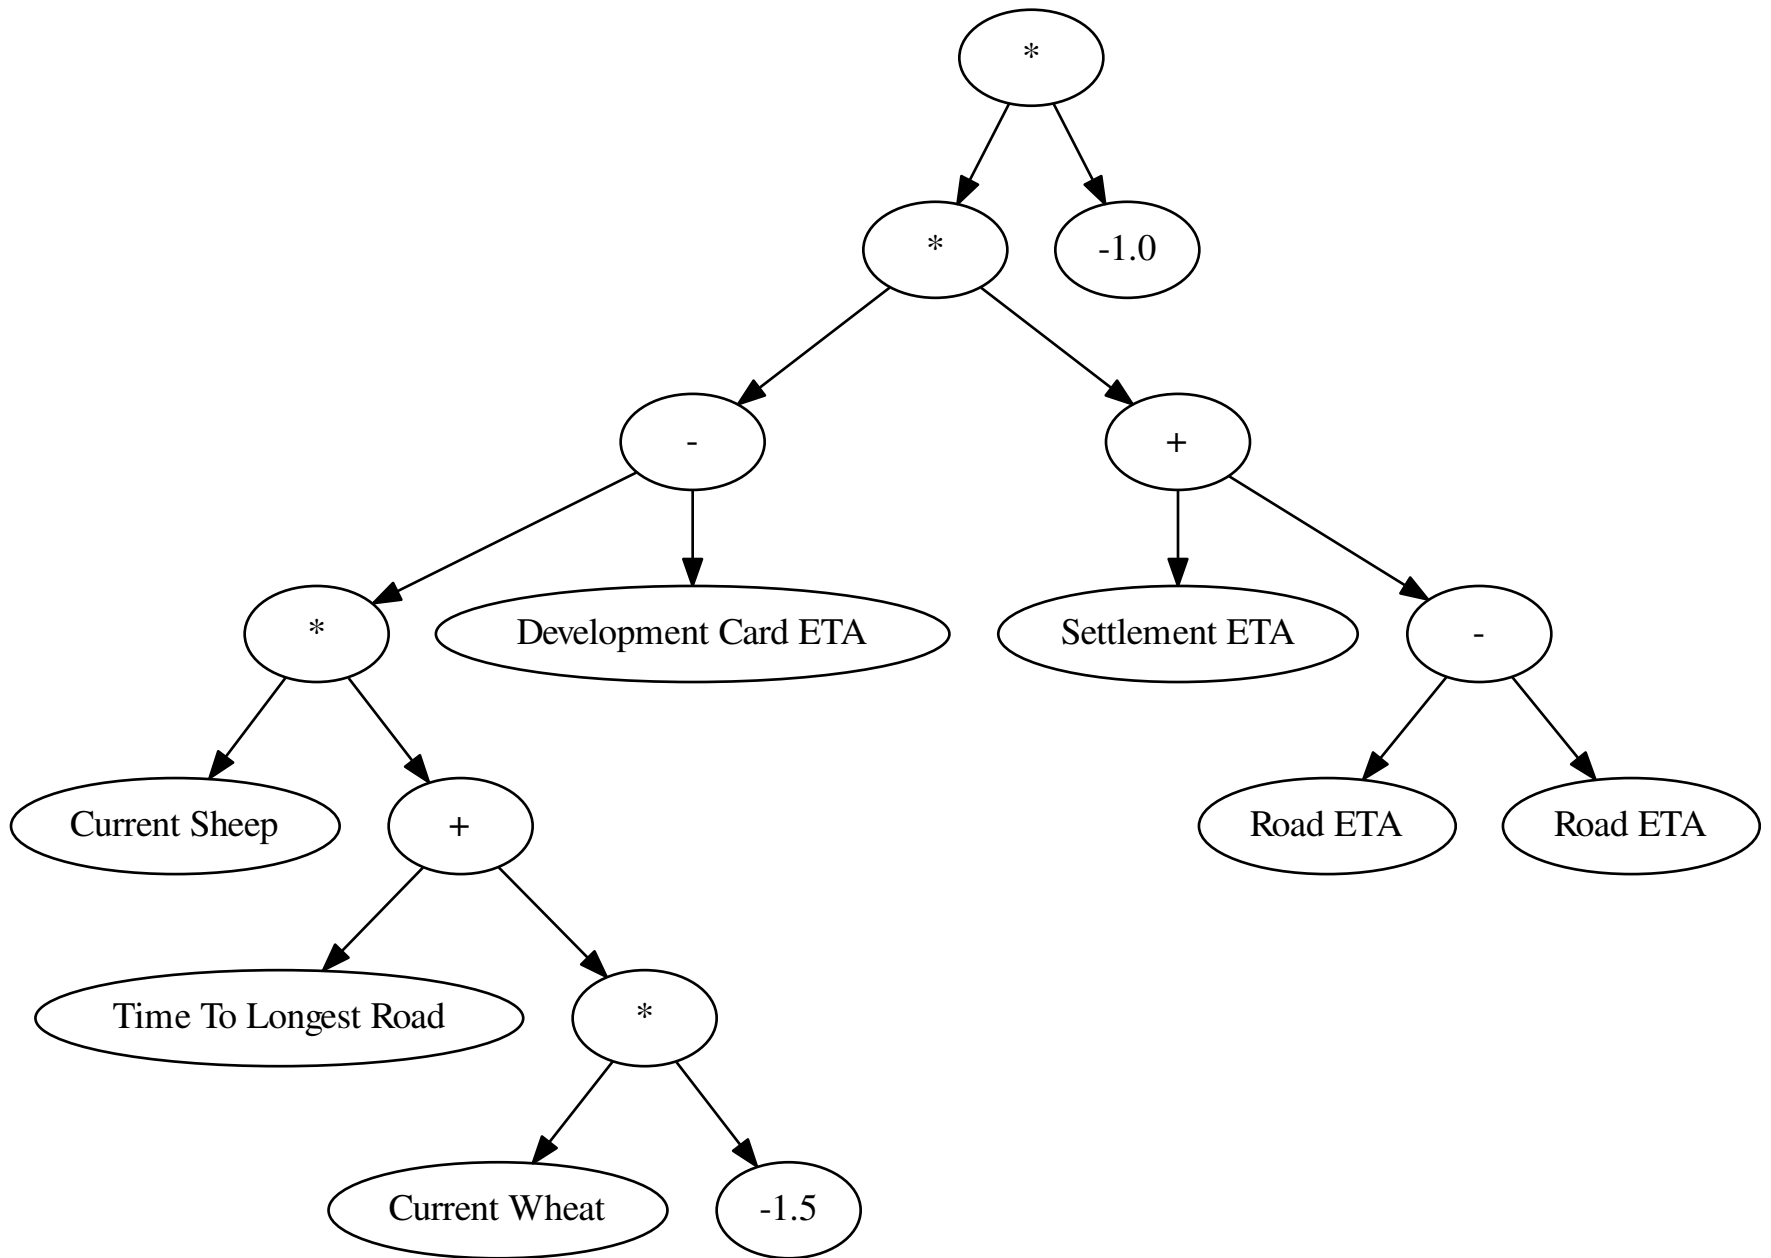 *
*
-1.0
-
+
*
Development Card ETA
Settlement ETA
-
Current Sheep
+
Road ETA
Road ETA
Time To Longest Road
*
Current Wheat
-1.5